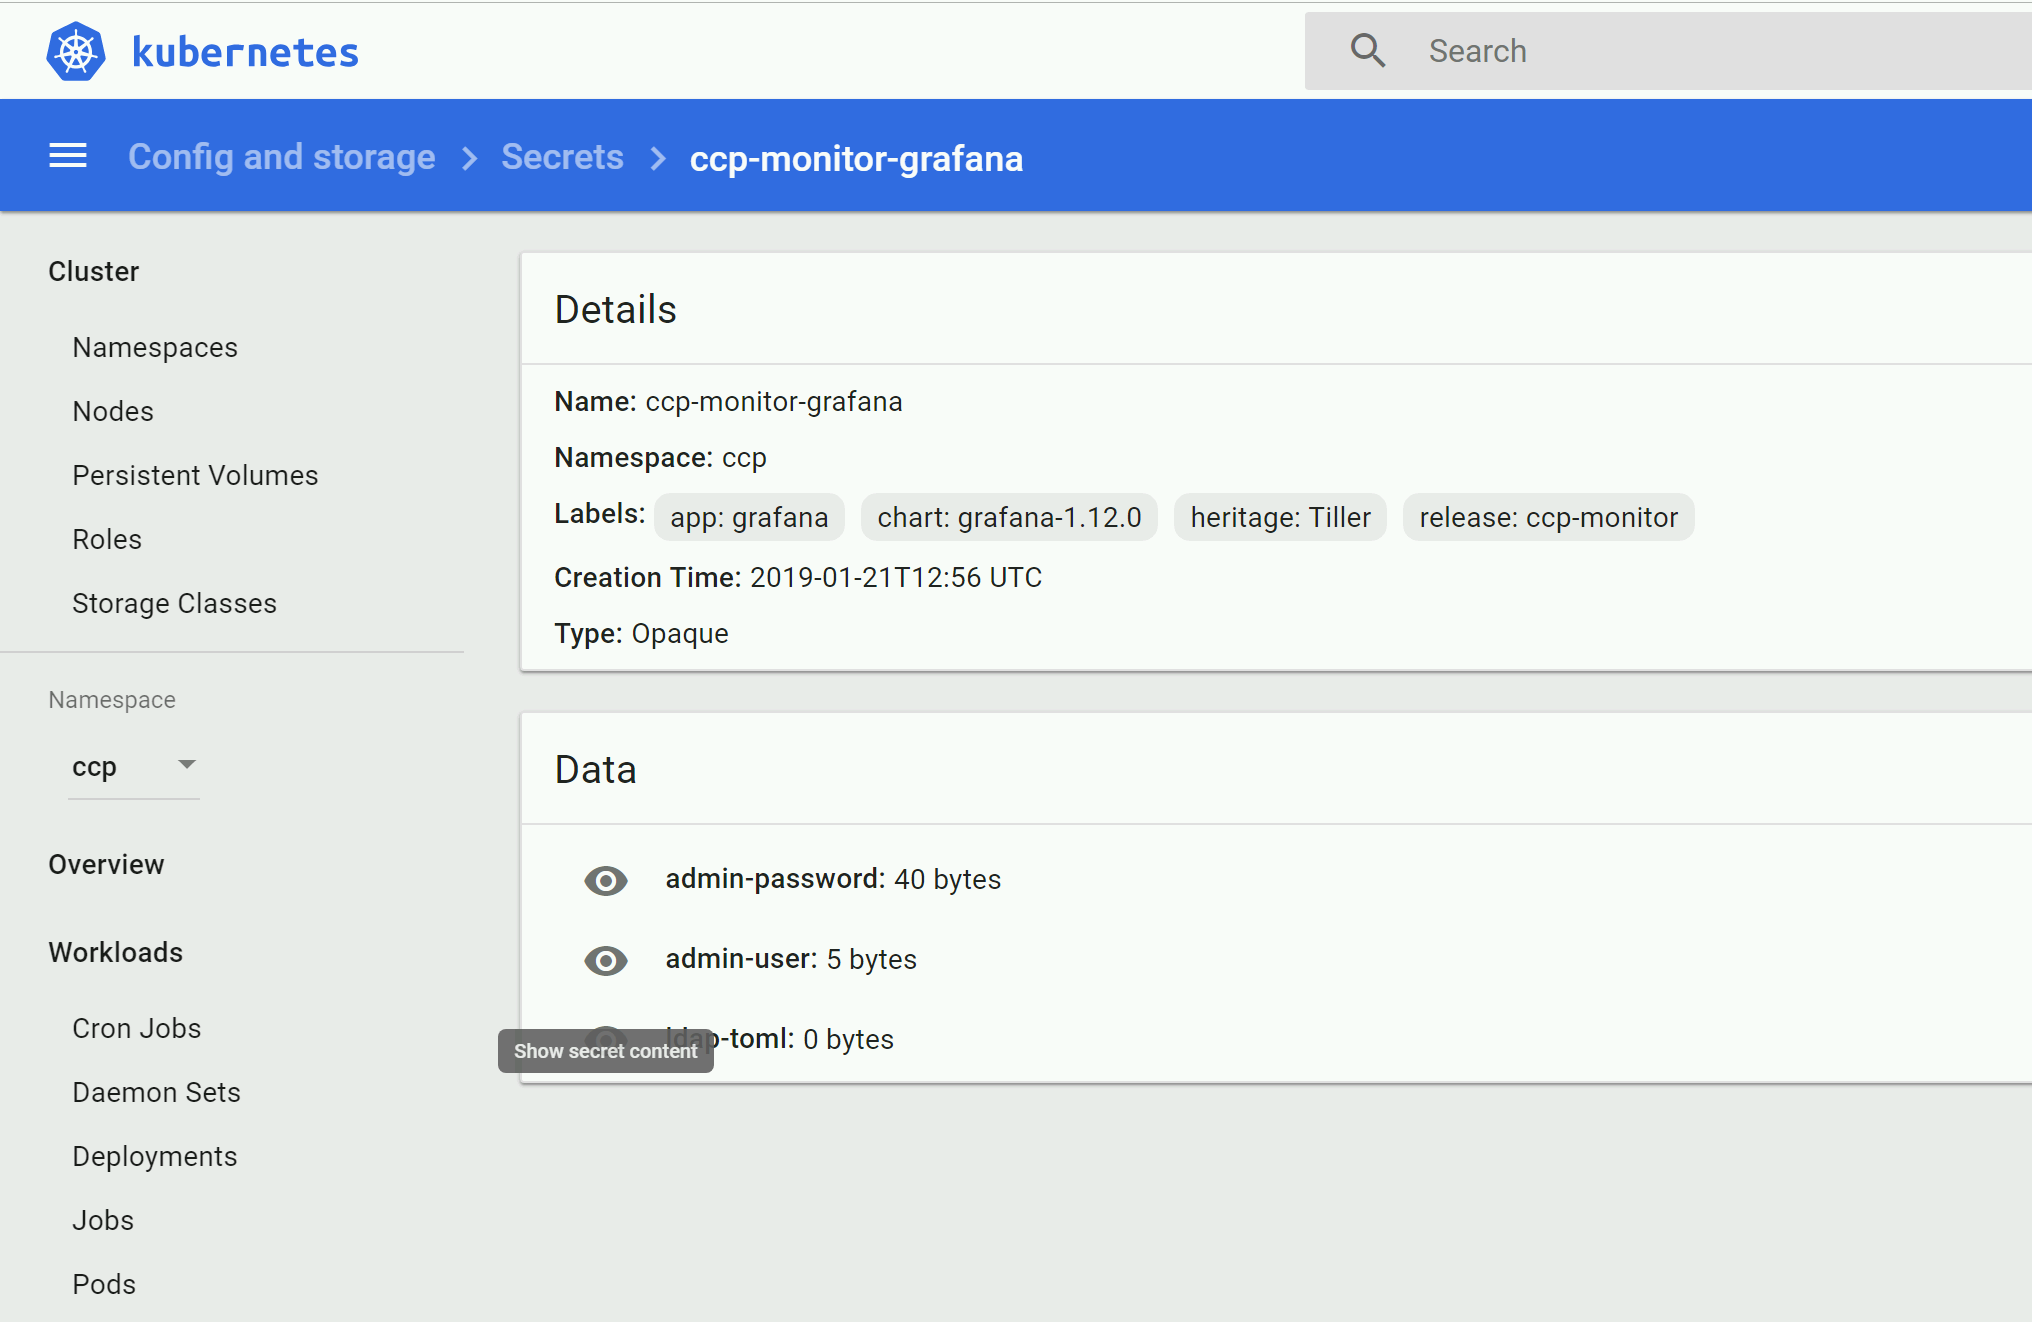 kubernetes
Search
Config and storage > Secrets > ccp-monitor-grafana
Cluster
Namespaces
Nodes
Persistent Volumes
Roles
Storage Classes
Namespace
ccp
Overview
Workloads
Cron Jobs
Daemon Sets
Deployments
Jobs
Pods
Details
Name: ccp-monitor-grafana
Namespace: ccp
Labels: app: grafana chart: grafana-1.12.0 heritage: Tiller release: ccp-monitor
Creation Time: 2019-01-21T12:56 UTC
Type: Opaque
Data
admin-password: 40 bytes
admin-user: 5 bytes
ldap-toml: 0 bytes
Show secret content